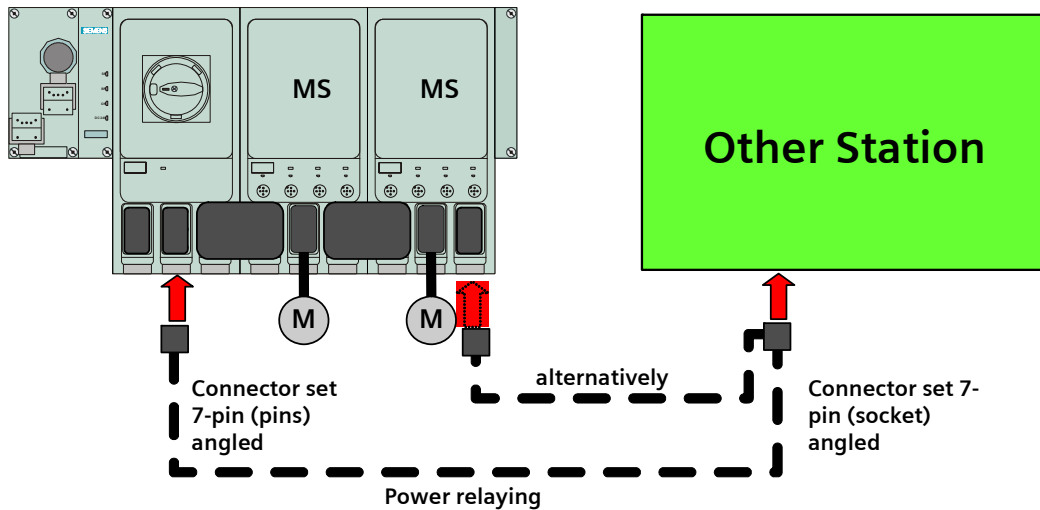 SIEMENS
MS
MS
Other Station
M
M
alternatively
Connector set
7-pin (pins)
angled
Connector set 7-
pin (socket)
angled
Power relaying